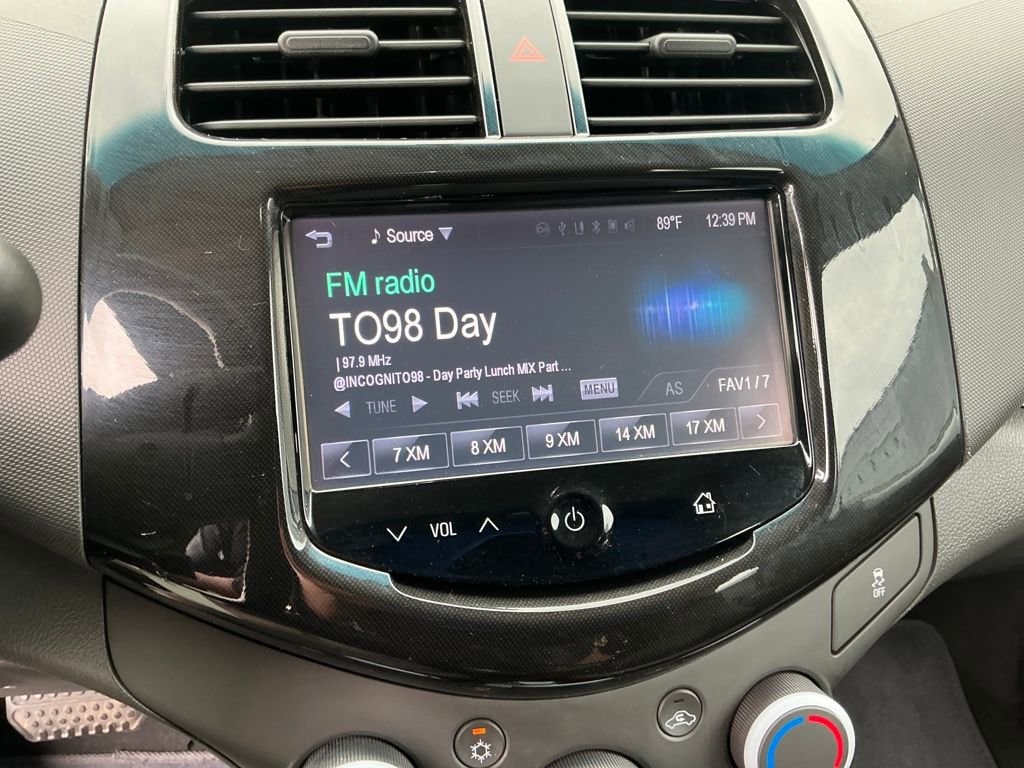 Source 89°F 12:39 PM
FM radio
TO98 Day
| 97.9 MHz
@INCOGNITO98 - Day Party Lunch MIX Part ...
TUNE SEEK MENU AS FAV1 / 7
7 XM 8 XM 9 XM 14 XM 17 XM
VOL
OFF